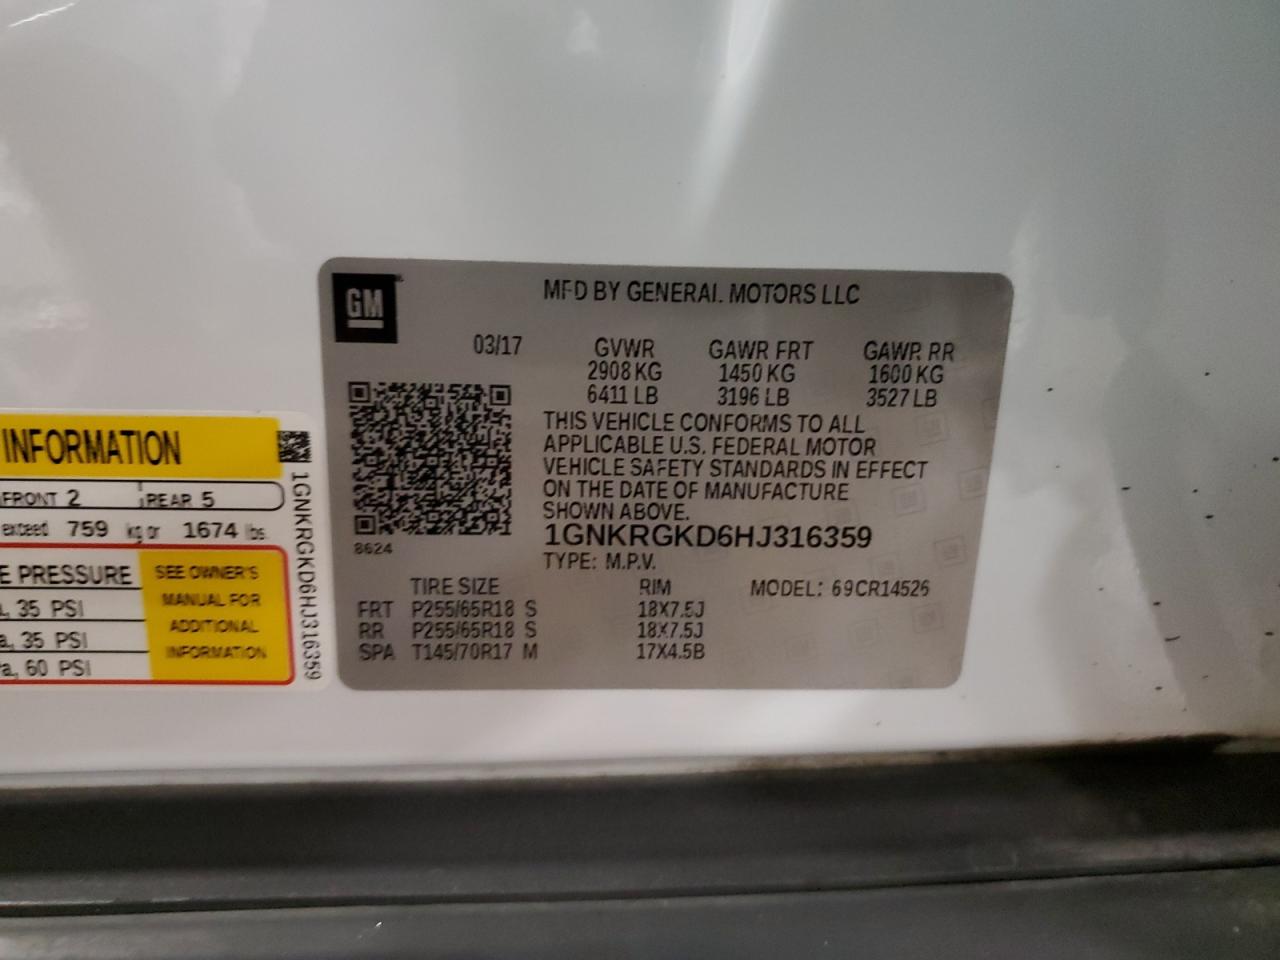 GM
MFD BY GENERAL MOTORS LLC
03/17 GVWR GAWR FRT GAWR RR
2908 KG 1450 KG 1600 KG
6411 LB 3196 LB 3527 LB
THIS VEHICLE CONFORMS TO ALL
APPLICABLE U.S. FEDERAL MOTOR
VEHICLE SAFETY STANDARDS IN EFFECT
ON THE DATE OF MANUFACTURE
SHOWN ABOVE.
1GNKRGKD6HJ316359
8624
TYPE: M.P.V.
TIRE SIZE RIM MODEL: 69CR14526
FRT P255/65R18 S 18X7.5J
RR P255/65R18 S 18X7.5J
SPA T145/70R17 M 17X4.5B
INFORMATION
FRONT 2 REAR 5
exceed 759 kg or 1674 lbs.
E PRESSURE
a, 35 PSI
a, 35 PSI
a, 60 PSI
SEE OWNER'S
MANUAL FOR
ADDITIONAL
INFORMATION
1GNKRGKD6HJ316359